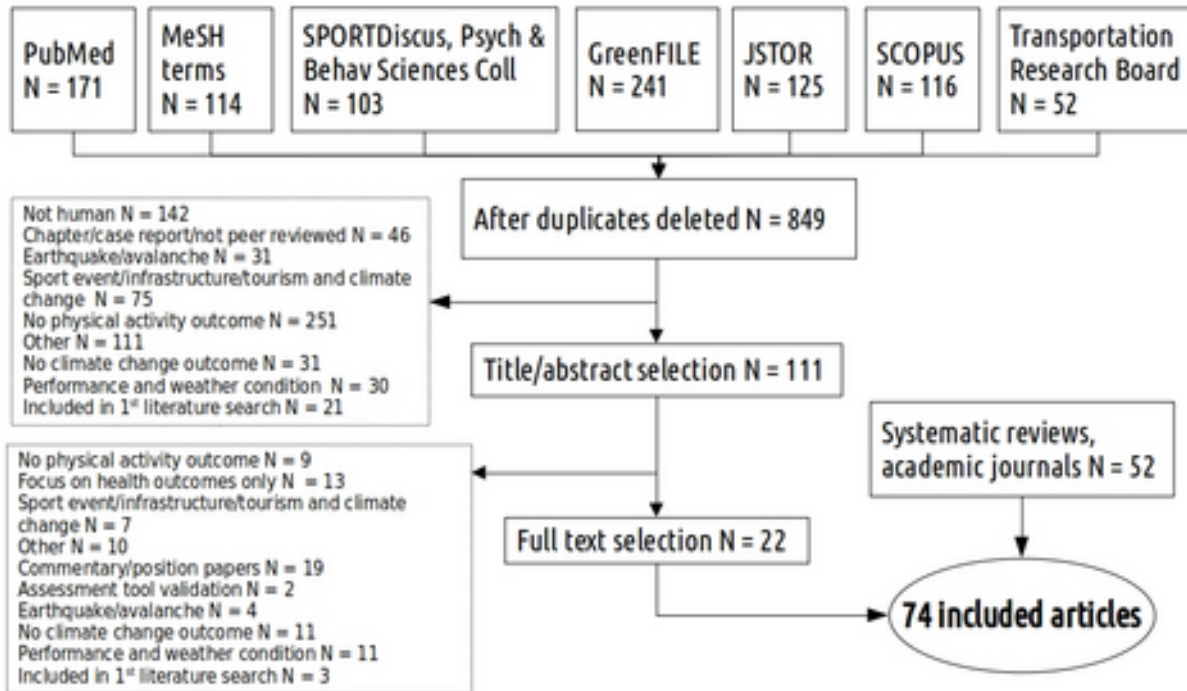 PubMed
N = 171
MeSH
terms
N = 114
SPORTDiscus, Psych &
Behav Sciences Coll
N = 103
GreenFILE
N = 241
JSTOR
N = 125
SCOPUS
N = 116
Transportation
Research Board
N = 52
After duplicates deleted N = 849
Not human N = 142
Chapter/case report/not peer reviewed N = 46
Earthquake/avalanche N = 31
Sport event/infrastructure/tourism and climate
change N = 75
No physical activity outcome N = 251
Other N = 111
No climate change outcome N = 31
Performance and weather condition N = 30
Included in 1st literature search N = 21
Title/abstract selection N = 111
No physical activity outcome N = 9
Focus on health outcomes only N = 13
Sport event/infrastructure/tourism and climate
change N = 7
Other N = 10
Commentary/position papers N = 19
Assessment tool validation N = 2
Earthquake/avalanche N = 4
No climate change outcome N = 11
Performance and weather condition N = 11
Included in 1st literature search N = 3
Systematic reviews,
academic journals N = 52
Full text selection N = 22
74 included articles